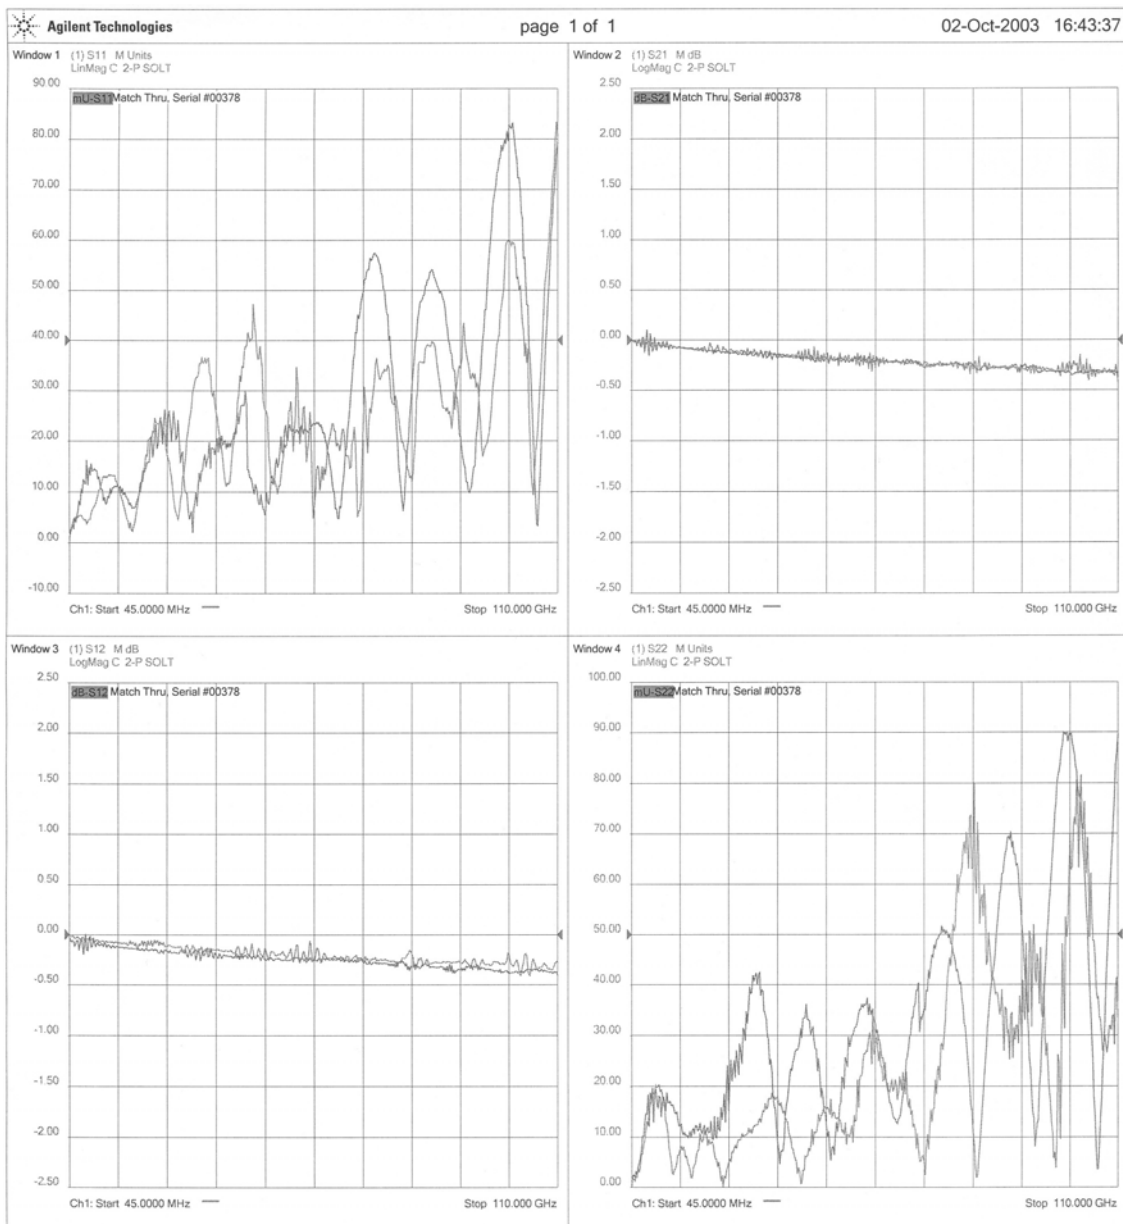 Agilent Technologies page 1 of 1 02-Oct-2003 16:43:37
Window 1 (1) S11 M Units
LinMag C 2-P SOLT
90.00
mU-S11 Match Thru, Serial #00378
80.00
70.00
60.00
50.00
40.00
30.00
20.00
10.00
0.00
-10.00
Ch1: Start 45.0000 MHz
Stop 110.000 GHz
Window 2 (1) S21 M dB
LogMag C 2-P SOLT
2.50
dB-S21 Match Thru, Serial #00378
2.00
1.50
1.00
0.50
0.00
-0.50
-1.00
-1.50
-2.00
-2.50
Ch1: Start 45.0000 MHz
Stop 110.000 GHz
Window 3 (1) S12 M dB
LogMag C 2-P SOLT
2.50
dB-S12 Match Thru, Serial #00378
2.00
1.50
1.00
0.50
0.00
-0.50
-1.00
-1.50
-2.00
-2.50
Ch1: Start 45.0000 MHz
Stop 110.000 GHz
Window 4 (1) S22 M Units
LinMag C 2-P SOLT
100.00
mU-S22 Match Thru, Serial #00378
90.00
80.00
70.00
60.00
50.00
40.00
30.00
20.00
10.00
0.00
Ch1: Start 45.0000 MHz
Stop 110.000 GHz